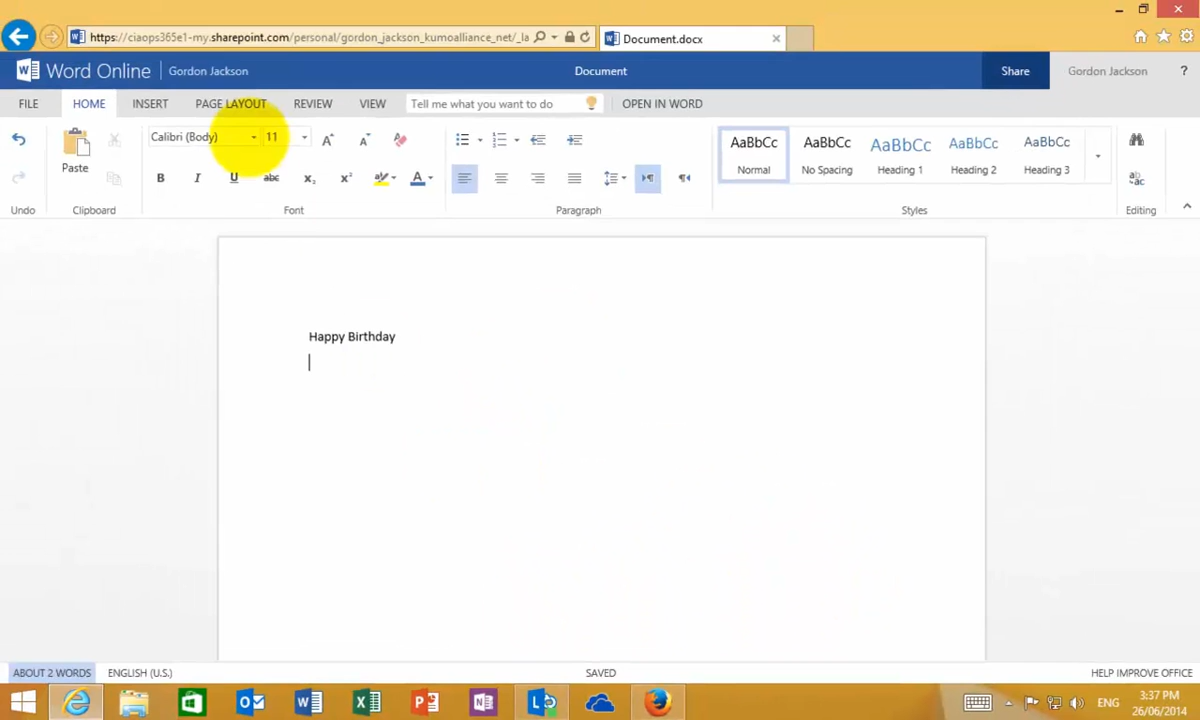 https://ciaops365e1-my.sharepoint.com/personal/gordon_jackson_kumoalliance_net/_la
Document.docx
Word Online
Gordon Jackson
Document
Share
Gordon Jackson
?
FILE
HOME
INSERT
PAGE LAYOUT
REVIEW
VIEW
Tell me what you want to do
OPEN IN WORD
Paste
Calibri (Body)
11
B I U abc x₂ x²
AaBbCc
Normal
AaBbCc
No Spacing
AaBbCc
Heading 1
AaBbCc
Heading 2
AaBbCc
Heading 3
Undo
Clipboard
Font
Paragraph
Styles
Editing
Happy Birthday
ABOUT 2 WORDS
ENGLISH (U.S.)
SAVED
HELP IMPROVE OFFICE
ENG
3:37 PM
26/06/2014